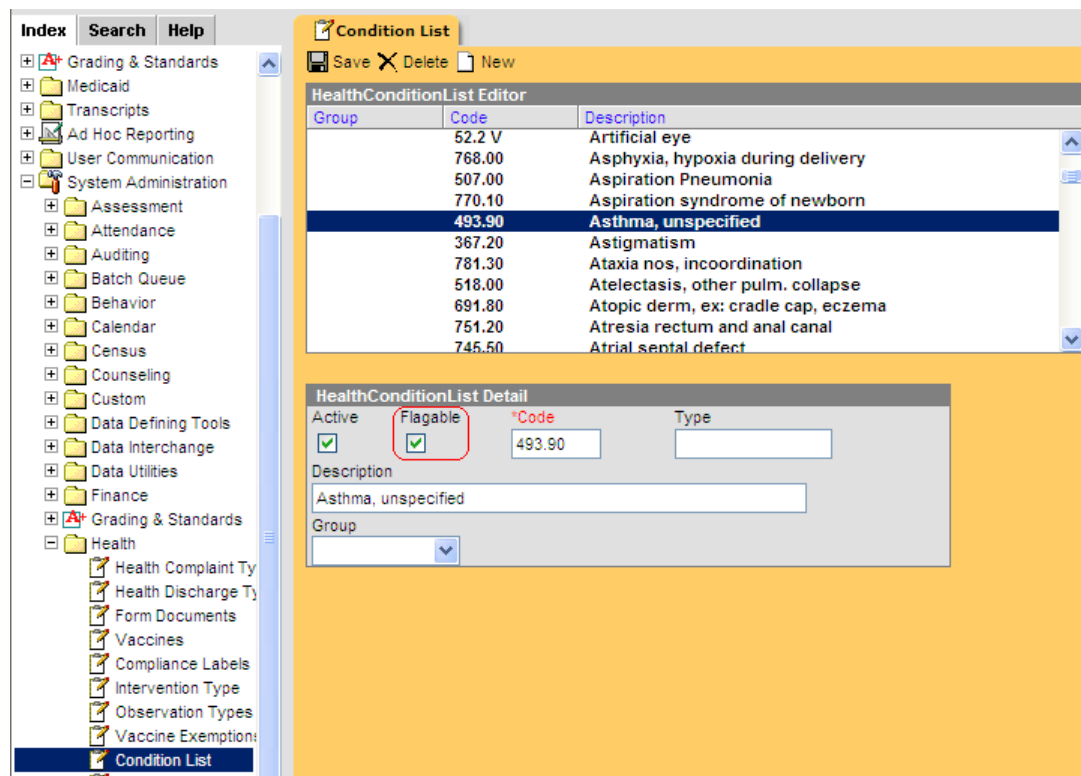 Index Search Help
Grading & Standards
Medicaid
Transcripts
Ad Hoc Reporting
User Communication
System Administration
Assessment
Attendance
Auditing
Batch Queue
Behavior
Calendar
Census
Counseling
Custom
Data Defining Tools
Data Interchange
Data Utilities
Finance
Grading & Standards
Health
Health Complaint Ty
Health Discharge Ty
Form Documents
Vaccines
Compliance Labels
Intervention Type
Observation Types
Vaccine Exemptions
Condition List
Condition List
Save Delete New
HealthConditionList Editor
Group Code Description
52.2 V Artificial eye
768.00 Asphyxia, hypoxia during delivery
507.00 Aspiration Pneumonia
770.10 Aspiration syndrome of newborn
493.90 Asthma, unspecified
367.20 Astigmatism
781.30 Ataxia nos, incoordination
518.00 Atelectasis, other pulm. collapse
691.80 Atopic derm, ex: cradle cap, eczema
751.20 Atresia rectum and anal canal
745.50 Atrial septal defect
HealthConditionList Detail
Active Flagable *Code Type
493.90
Description
Asthma, unspecified
Group